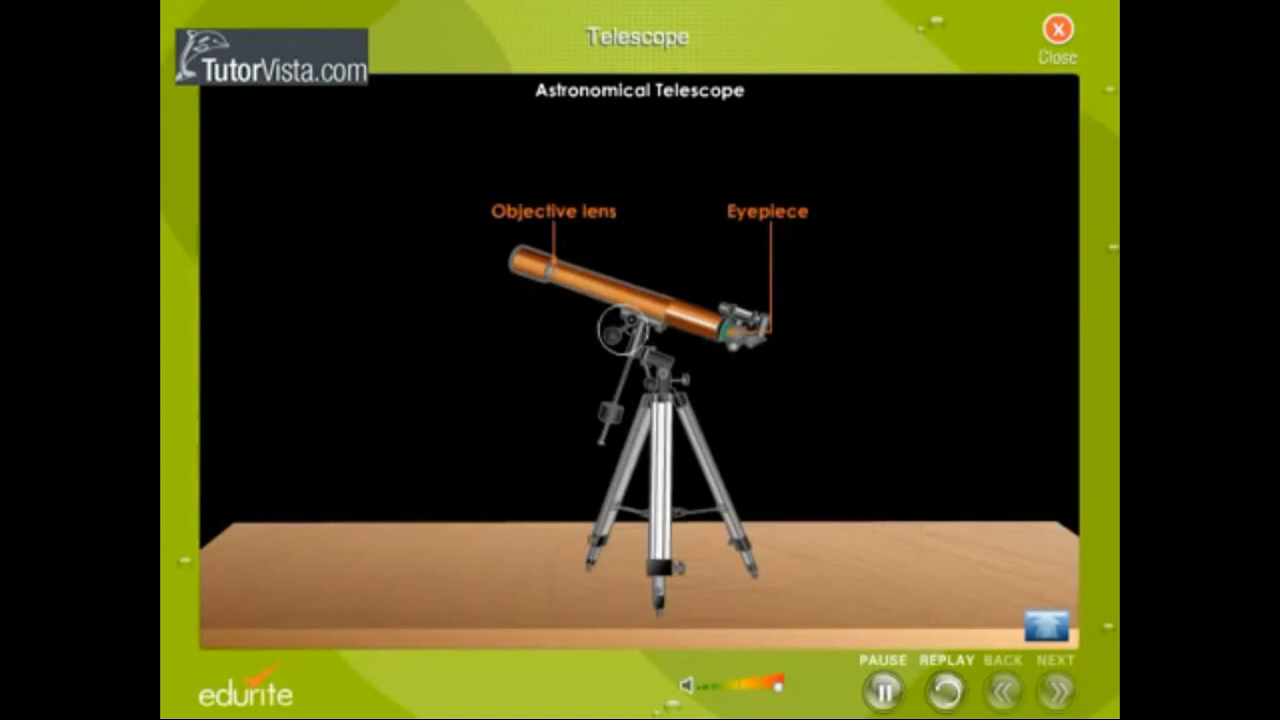 Telescope
TutorVista.com
Close
Astronomical Telescope
Objective lens
Eyepiece
PAUSE
REPLAY
BACK
NEXT
edurite